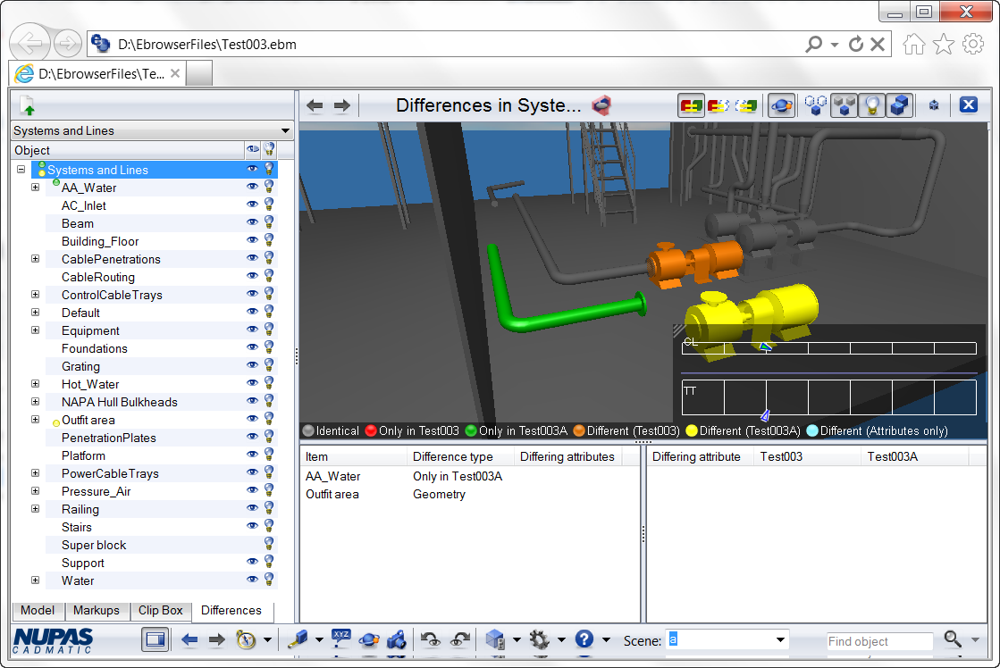 D:\EbrowserFiles\Test003.ebm
D:\EbrowserFiles\Te...
Differences in Syste...
Systems and Lines
Object
Systems and Lines
AA_Water
AC_Inlet
Beam
Building_Floor
CablePenetrations
CableRouting
ControlCableTrays
Default
Equipment
Foundations
Grating
Hot_Water
NAPA Hull Bulkheads
Outfit area
PenetrationPlates
Platform
PowerCableTrays
Pressure_Air
Railing
Stairs
Super block
Support
Water
CL
TT
Identical Only in Test003 Only in Test003A Different (Test003) Different (Test003A) Different (Attributes only)
Item Difference type Differing attributes
AA_Water Only in Test003A
Outfit area Geometry
Differing attribute Test003 Test003A
Model Markups Clip Box Differences
NUPAS
CADMATIC
XYZ
Scene: a
Find object